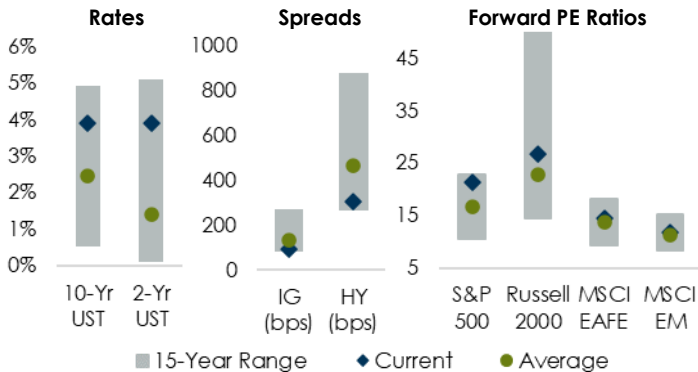 Rates
6%
5%
4%
3%
2%
1%
0%
10-Yr
UST
2-Yr
UST
Spreads
1000
800
600
400
200
0
IG
(bps)
HY
(bps)
Forward PE Ratios
45
35
25
15
5
S&P
500
Russell
2000
MSCI
EAFE
MSCI
EM
15-Year Range
Current
Average